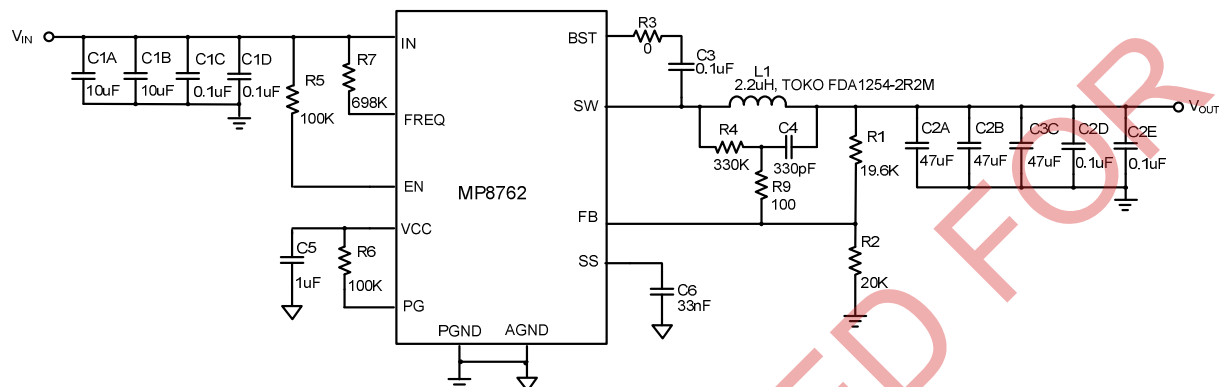 VIN
C1A
10uF
C1B
10uF
C1C
0.1uF
C1D
0.1uF
R5
100K
R7
698K
IN
FREQ
EN
VCC
PG
PGND
AGND
MP8762
BST
SW
FB
SS
C5
1uF
R6
100K
R3
0
C3
0.1uF
L1
2.2uH, TOKO FDA1254-2R2M
R4
330K
C4
330pF
R9
100
R1
19.6K
R2
20K
C6
33nF
C2A
47uF
C2B
47uF
C3C
47uF
C2D
0.1uF
C2E
0.1uF
VOUT
ED FOR